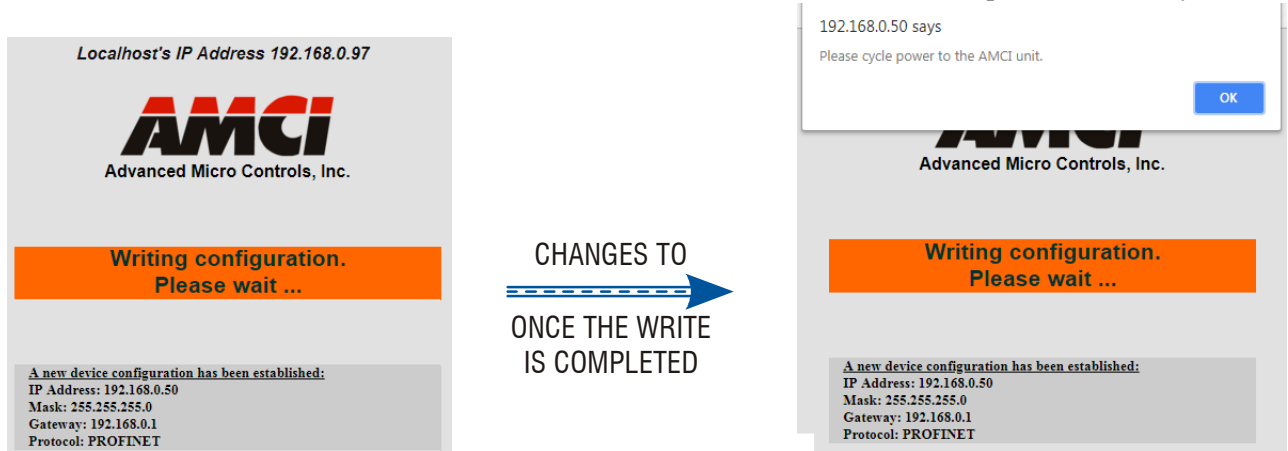 Localhost's IP Address 192.168.0.97
AMCI
Advanced Micro Controls, Inc.
Writing configuration.
Please wait ...
A new device configuration has been established:
IP Address: 192.168.0.50
Mask: 255.255.255.0
Gateway: 192.168.0.1
Protocol: PROFINET
CHANGES TO
ONCE THE WRITE
IS COMPLETED
192.168.0.50 says
Please cycle power to the AMCI unit.
OK
Advanced Micro Controls, Inc.
Writing configuration.
Please wait ...
A new device configuration has been established:
IP Address: 192.168.0.50
Mask: 255.255.255.0
Gateway: 192.168.0.1
Protocol: PROFINET